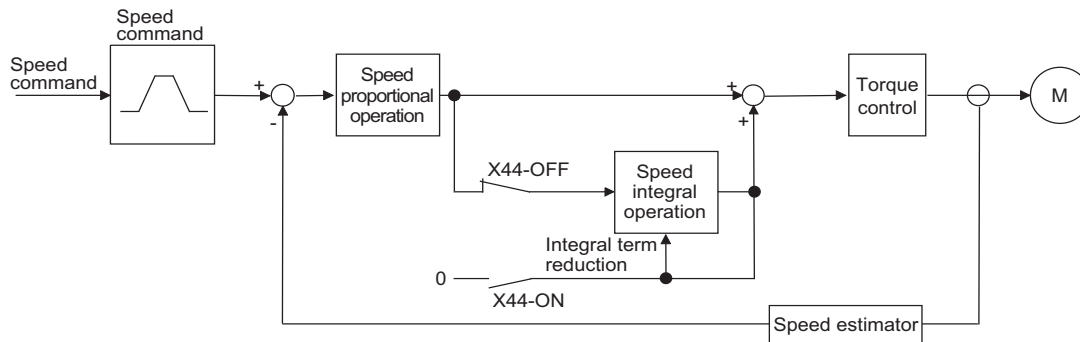 Speed
command
Speed
command
+
-
Speed
proportional
operation
+
+
Torque
control
M
X44-OFF
Speed
integral
operation
Integral term
reduction
0
X44-ON
Speed estimator